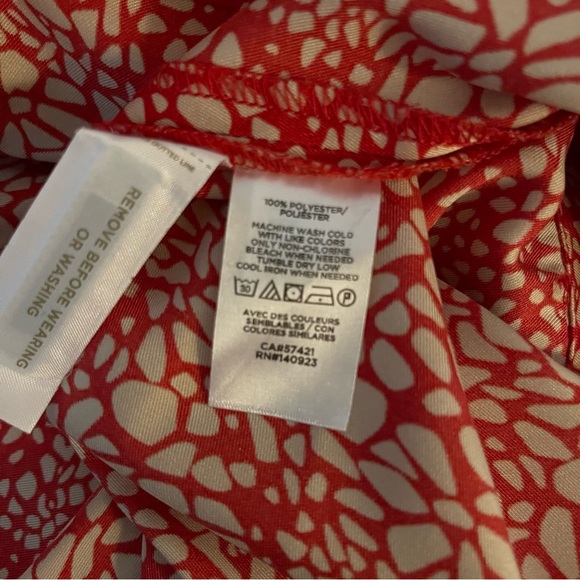 DOTTED LINE
REMOVE BEFORE WEARING
OR WASHING
100% POLYESTER/
POLIÉSTER
MACHINE WASH COLD
WITH LIKE COLORS
ONLY NON-CHLORINE
BLEACH WHEN NEEDED
TUMBLE DRY LOW
COOL IRON WHEN NEEDED
30 P
AVEC DES COULEURS
SEMBLABLES / CON
COLORES SIMILARES
CA#57421
RN#140923